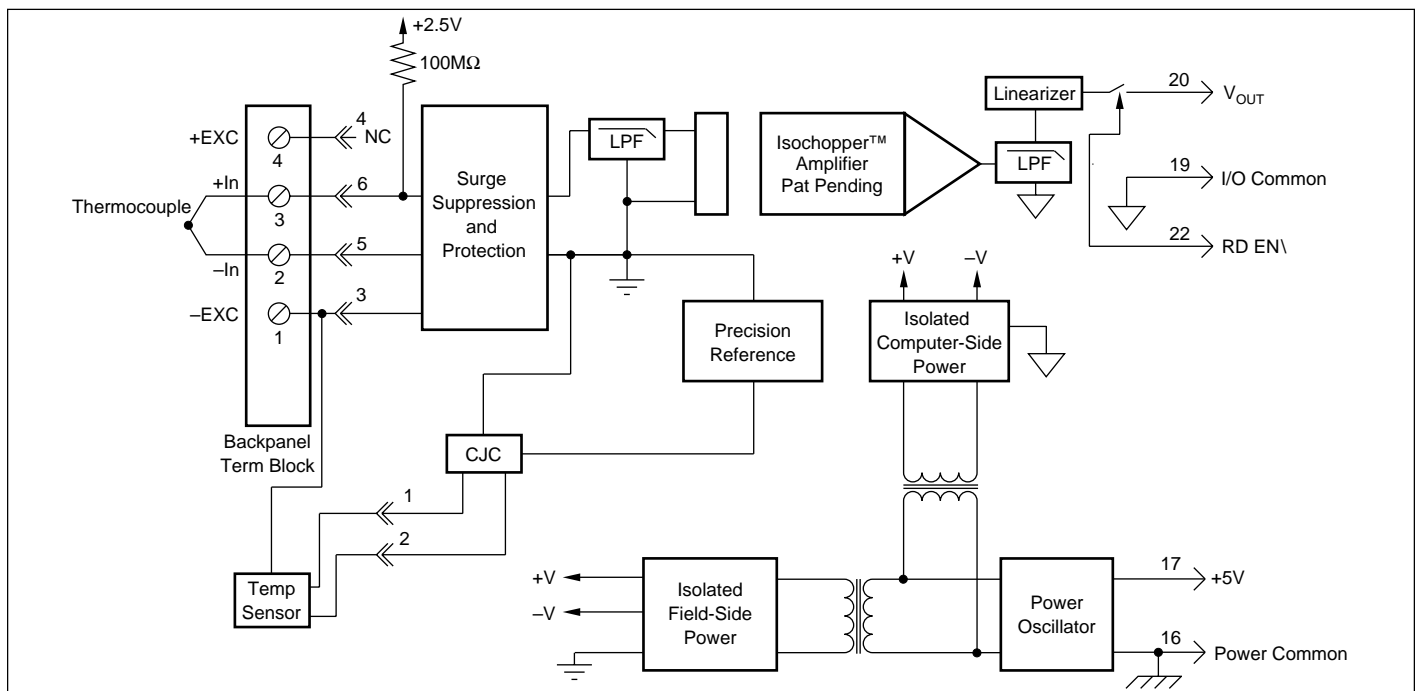 +2.5V
100MΩ
+EXC
4
4
NC
+In
3
6
Thermocouple
–In
2
5
–EXC
1
3
Backpanel
Term Block
Surge
Suppression
and
Protection
LPF
Isochopper™
Amplifier
Pat Pending
Linearizer
LPF
20
VOUT
19
I/O Common
22
RD EN\
Precision
Reference
CJC
1
2
Temp
Sensor
+V
–V
Isolated
Computer-Side
Power
+V
–V
Isolated
Field-Side
Power
Power
Oscillator
17
+5V
16
Power Common